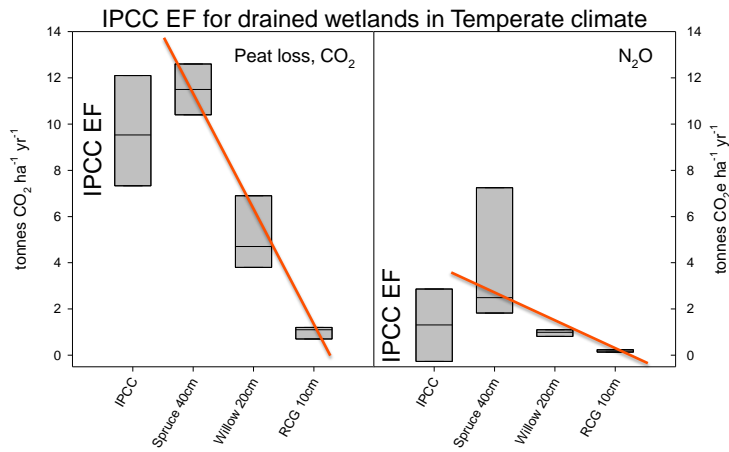 IPCC EF for drained wetlands in Temperate climate
14
12
10
8
6
4
2
0
tonnes CO₂ ha⁻¹ yr⁻¹
IPCC EF
Peat loss, CO₂
IPCC
Spruce 40cm
Willow 20cm
RCG 10cm
IPCC EF
N₂O
IPCC
Spruce 40cm
Willow 20cm
RCG 10cm
14
12
10
8
6
4
2
0
tonnes CO₂e ha⁻¹ yr⁻¹